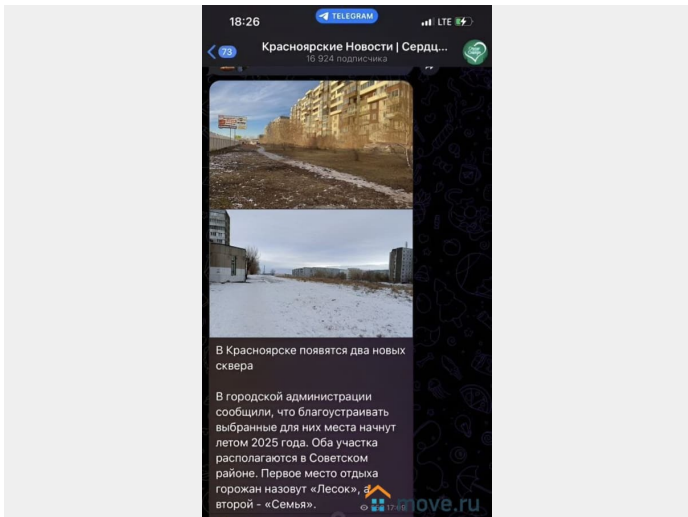 18:26
TELEGRAM
LTE
73
Красноярские Новости | Сердц...
16 924 подписчика
В Красноярске появятся два новых
сквера
В городской администрации
сообщили, что благоустраивать
выбранные для них места начнут
летом 2025 года. Оба участка
располагаются в Советском
районе. Первое место отдыха
горожан назовут «Лесок», а
второй - «Семья».
move.ru